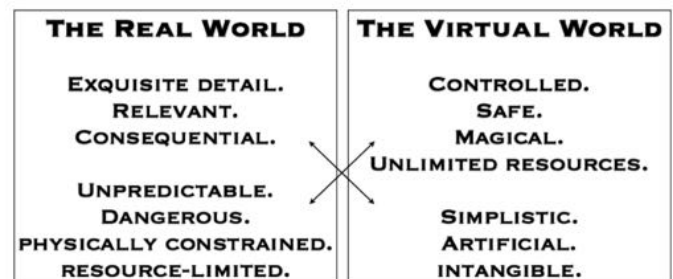 THE REAL WORLD
EXQUISITE DETAIL.
RELEVANT.
CONSEQUENTIAL.
UNPREDICTABLE.
DANGEROUS.
PHYSICALLY CONSTRAINED.
RESOURCE-LIMITED.
THE VIRTUAL WORLD
CONTROLLED.
SAFE.
MAGICAL.
UNLIMITED RESOURCES.
SIMPLISTIC.
ARTIFICIAL.
INTANGIBLE.